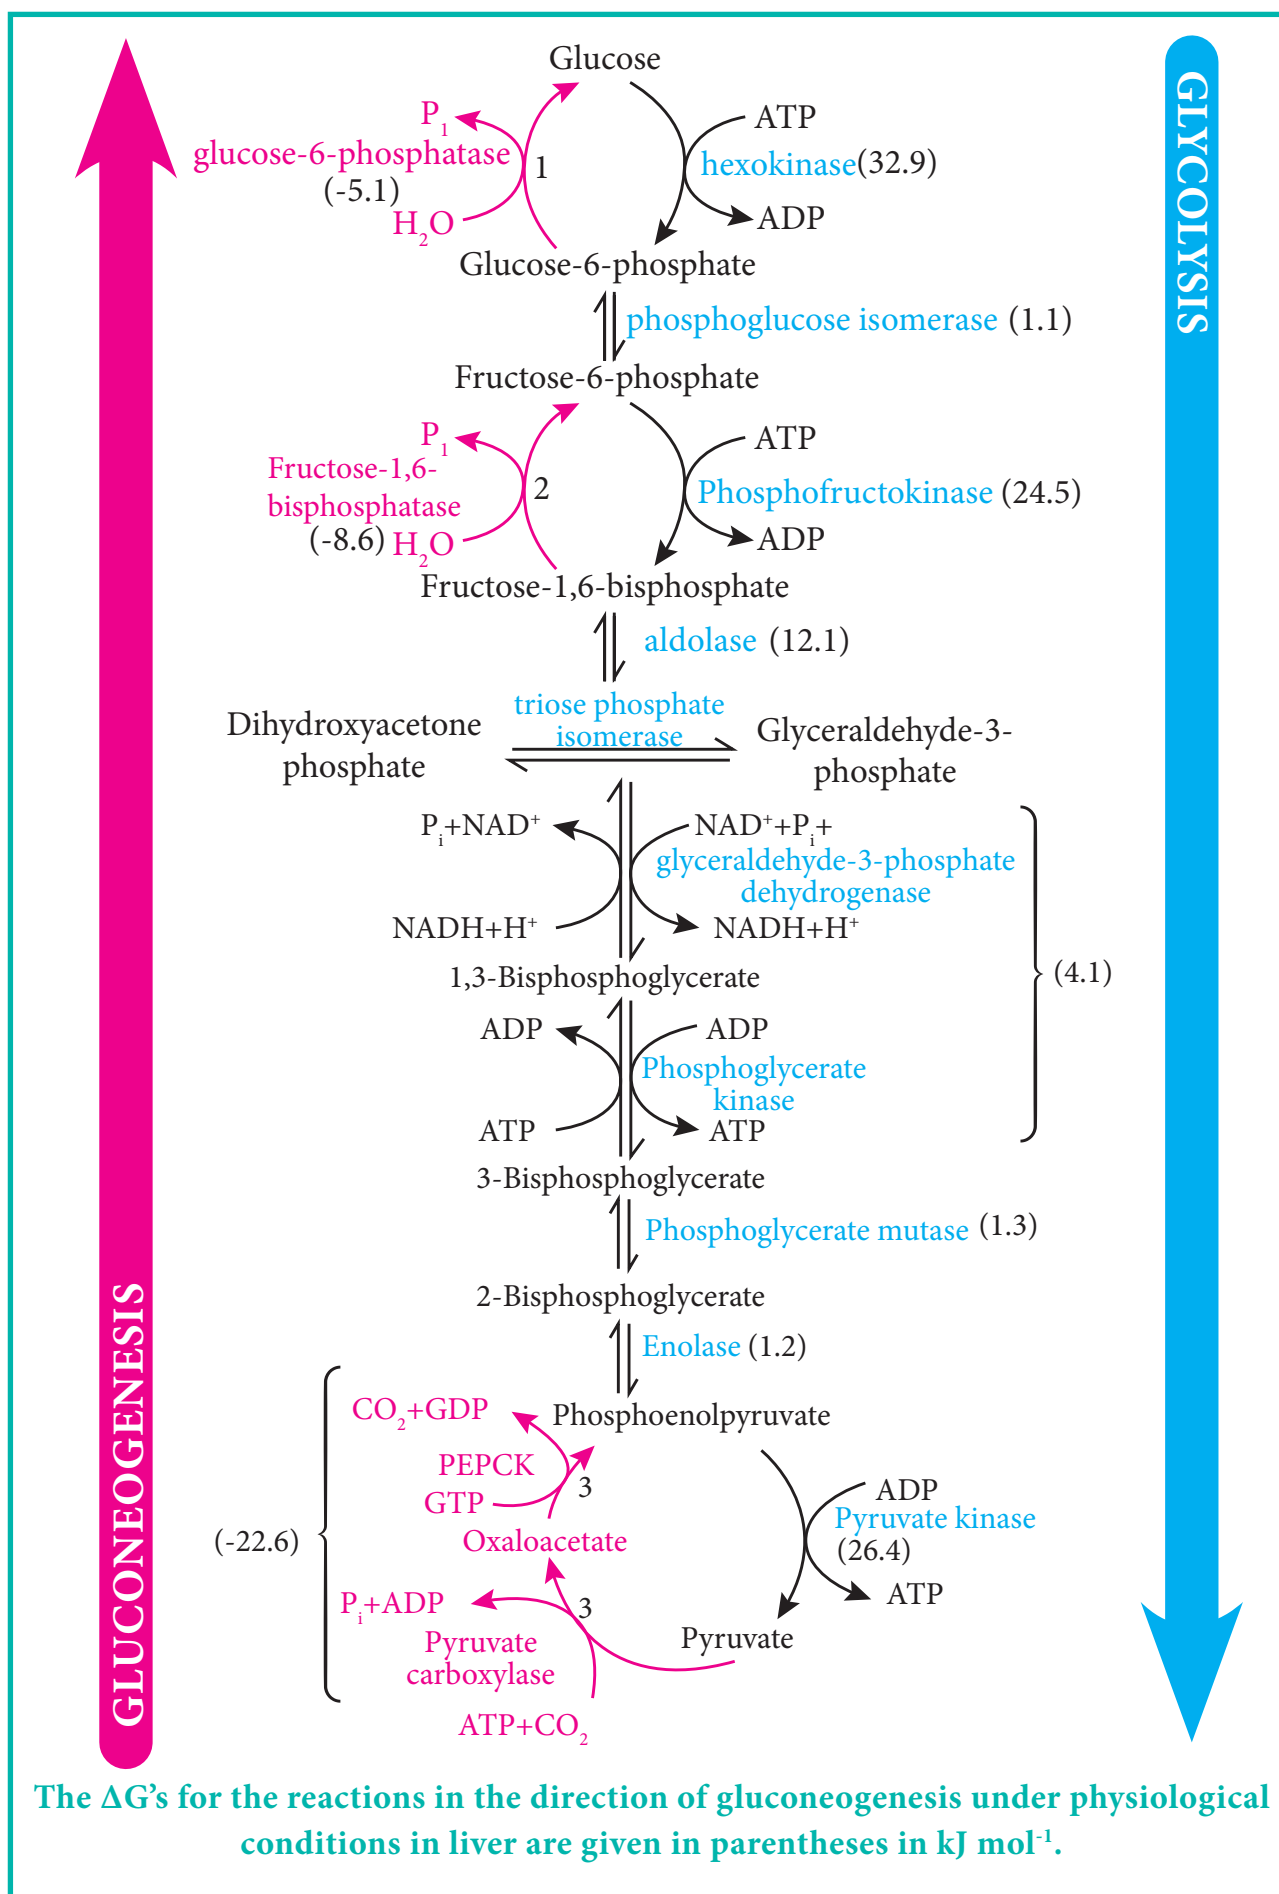 Glucose
P1
ATP
glucose-6-phosphatase
1
hexokinase(32.9)
(-5.1)
H2O
ADP
Glucose-6-phosphate
phosphoglucose isomerase (1.1)
Fructose-6-phosphate
P1
ATP
Fructose-1,6-
bisphosphatase
2
Phosphofructokinase (24.5)
(-8.6) H2O
ADP
Fructose-1,6-bisphosphate
aldolase (12.1)
triose phosphate
isomerase
Dihydroxyacetone
phosphate
Glyceraldehyde-3-
phosphate
Pi+NAD+
NAD++Pi+
glyceraldehyde-3-phosphate
dehydrogenase
NADH+H+
NADH+H+
1,3-Bisphosphoglycerate
(4.1)
ADP
ADP
Phosphoglycerate
kinase
ATP
ATP
3-Bisphosphoglycerate
Phosphoglycerate mutase (1.3)
2-Bisphosphoglycerate
Enolase (1.2)
CO2+GDP
Phosphoenolpyruvate
PEPCK
3
GTP
ADP
Pyruvate kinase
(26.4)
(-22.6)
Oxaloacetate
ATP
Pi+ADP
3
Pyruvate
Pyruvate
carboxylase
ATP+CO2
GLUCONEOGENESIS
GLYCOLYSIS
The ΔG’s for the reactions in the direction of gluconeogenesis under physiological
conditions in liver are given in parentheses in kJ mol-1.